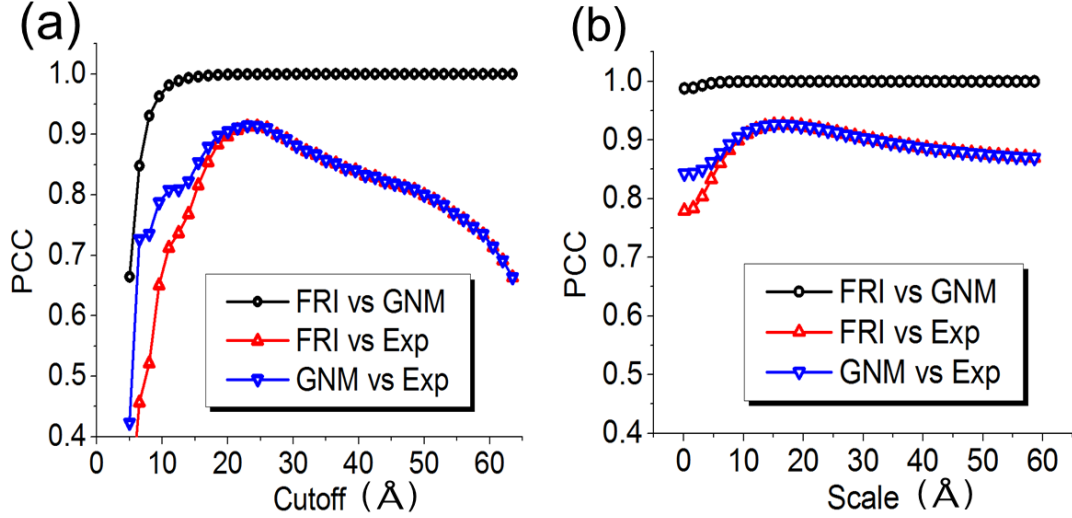 (a)
PCC
1.0
0.9
0.8
0.7
0.6
0.5
0.4
FRI vs GNM
FRI vs Exp
GNM vs Exp
0 10 20 30 40 50 60
Cutoff (Å)
(b)
PCC
1.0
0.9
0.8
0.7
0.6
0.5
0.4
FRI vs GNM
FRI vs Exp
GNM vs Exp
0 10 20 30 40 50 60
Scale (Å)